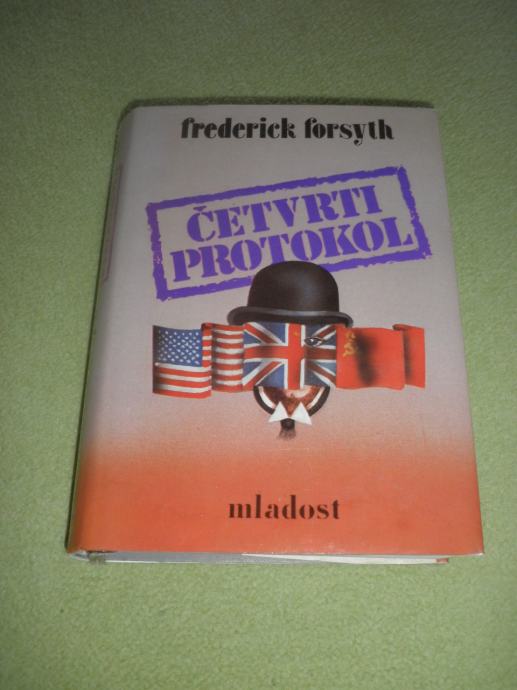 frederick forsyth
ČETVRTI
PROTOKOL
mladost